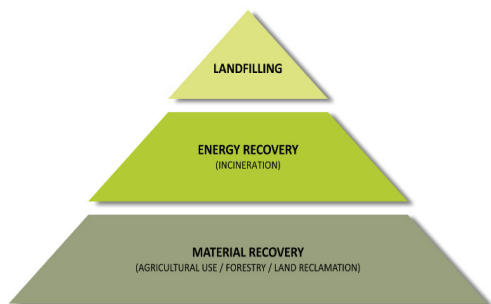 LANDFILLING
ENERGY RECOVERY
(INCINERATION)
MATERIAL RECOVERY
(AGRICULTURAL USE / FORESTRY / LAND RECLAMATION)